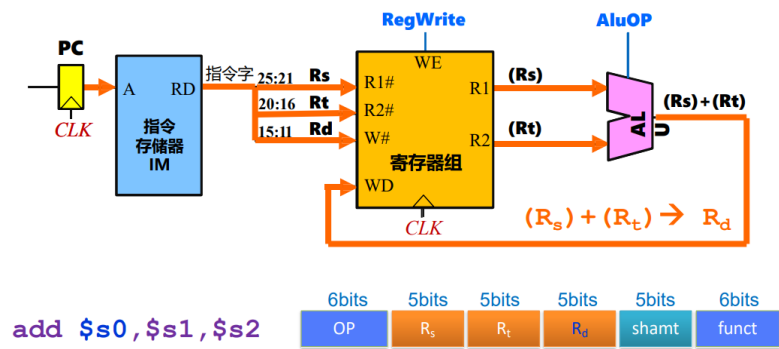 RegWrite AluOP
PC
CLK
A RD
指令
存储器
IM
指令字
25:21 Rs
20:16 Rt
15:11 Rd
WE
R1#
R2#
W#
WD
R1
R2
寄存器组
CLK
(Rs)
(Rt)
ALU
(Rs)+(Rt)
(Rs)+(Rt)→ Rd
6bits 5bits 5bits 5bits 5bits 6bits
add $s0,$s1,$s2
OP Rs Rt Rd shamt funct